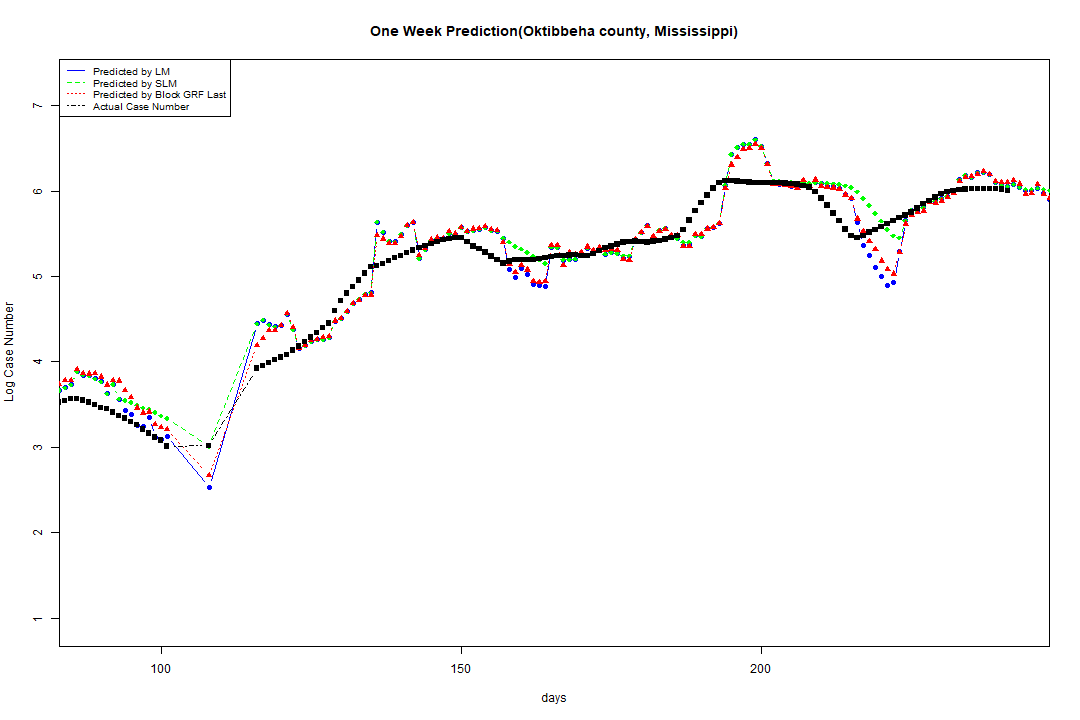 One Week Prediction(Oktibbeha county, Mississippi)
Predicted by LM
Predicted by SLM
Predicted by Block GRF Last
Actual Case Number
7
6
5
4
3
2
1
Log Case Number
100 150 200
days